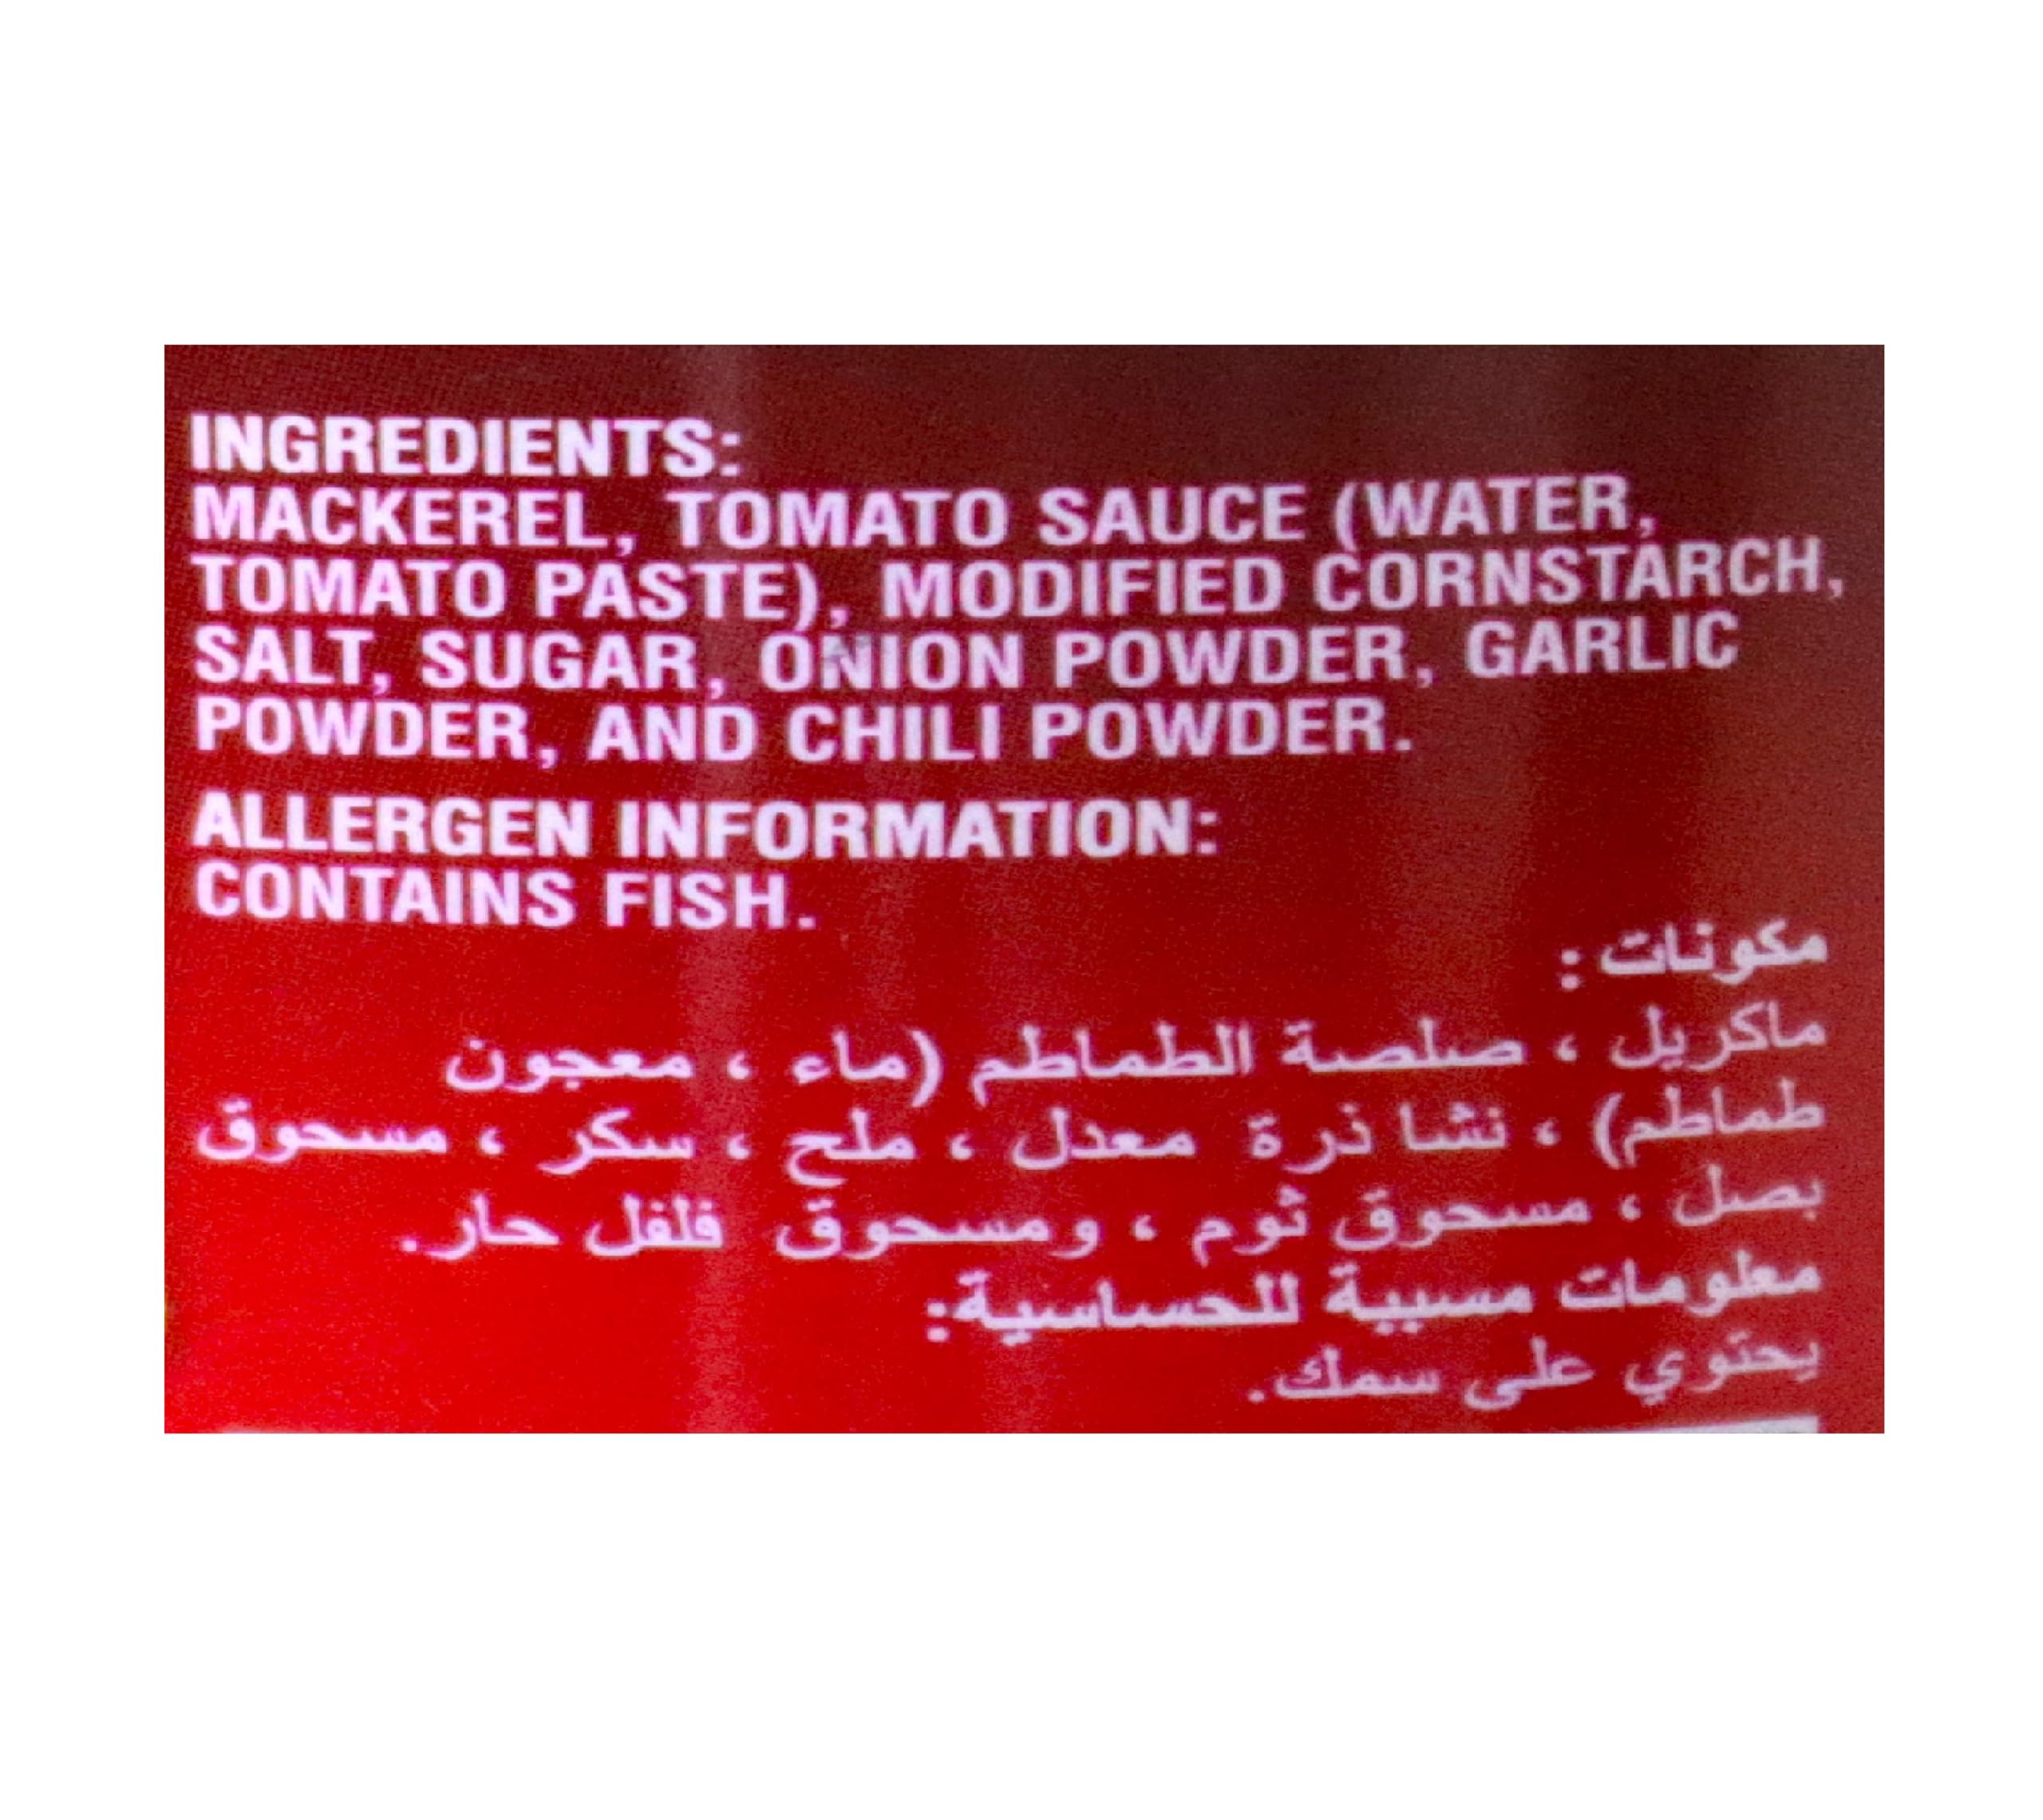 INGREDIENTS:
MACKEREL, TOMATO SAUCE (WATER,
TOMATO PASTE), MODIFIED CORNSTARCH,
SALT, SUGAR, ONION POWDER, GARLIC
POWDER, AND CHILI POWDER.
ALLERGEN INFORMATION:
CONTAINS FISH.
مكونات :
ماكريل ، صلصة الطماطم (ماء ، معجون
طماطم) ، نشا ذرة معدل ، ملح ، سكر ، مسحوق
بصل ، مسحوق ثوم ، ومسحوق فلفل حار.
معلومات مسببة للحساسية:
يحتوي على سمك.